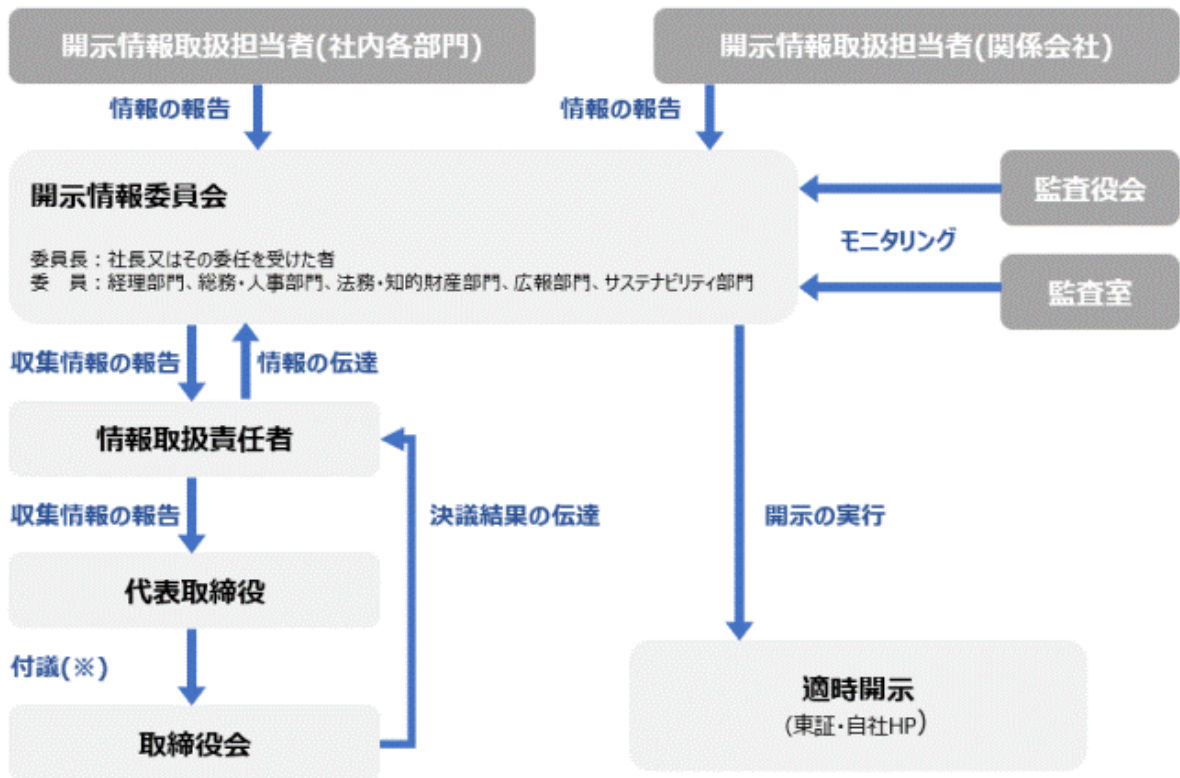 開示情報取扱担当者(社内各部門)
開示情報取扱担当者(関係会社)
情報の報告
情報の報告
開示情報委員会
委員長：社長又はその委任を受けた者
委　員：経理部門、総務・人事部門、法務・知的財産部門、広報部門、サステナビリティ部門
監査役会
モニタリング
監査室
収集情報の報告
情報の伝達
情報取扱責任者
収集情報の報告
決議結果の伝達
開示の実行
代表取締役
付議(※)
取締役会
適時開示
(東証・自社HP)